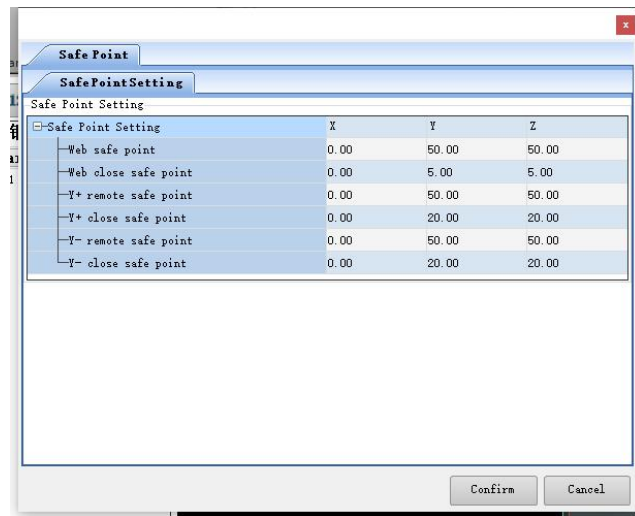 x
Safe Point
SafePointSetting
Safe Point Setting
Safe Point Setting X Y Z
Web safe point 0.00 50.00 50.00
Web close safe point 0.00 5.00 5.00
Y+ remote safe point 0.00 50.00 50.00
Y+ close safe point 0.00 20.00 20.00
Y- remote safe point 0.00 50.00 50.00
Y- close safe point 0.00 20.00 20.00
Confirm Cancel